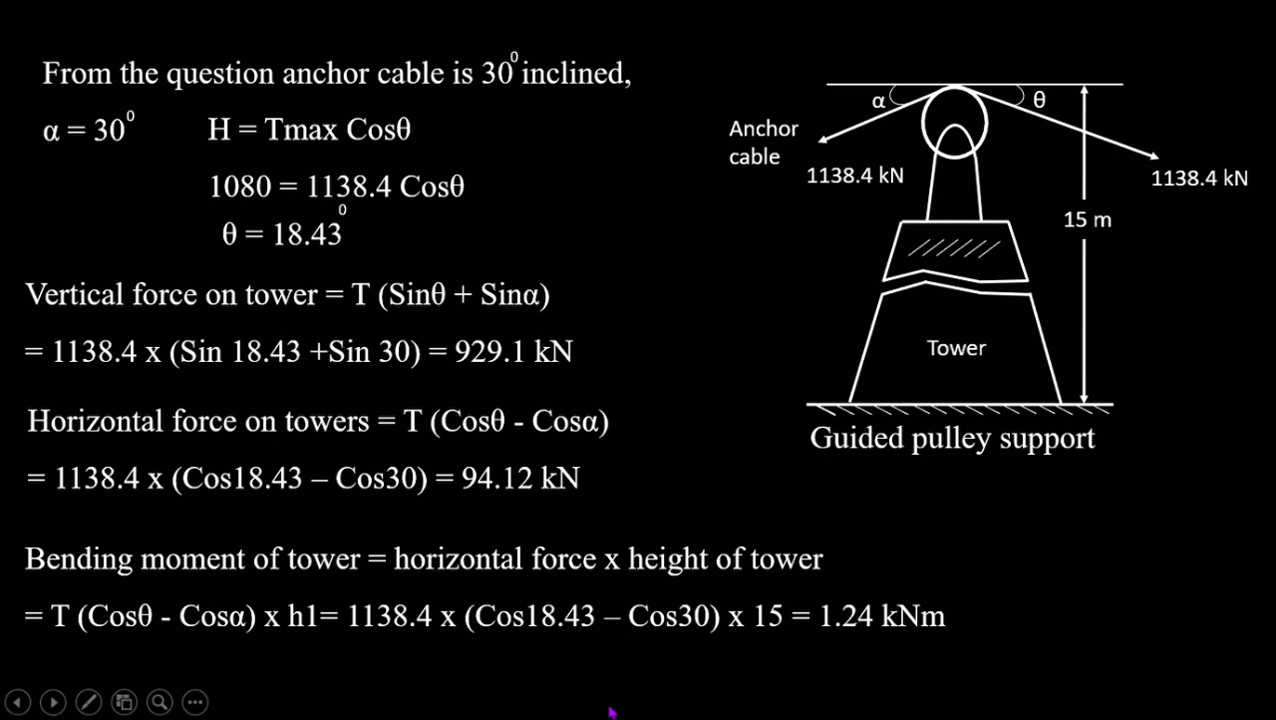 From the question anchor cable is 30⁰ inclined,
α = 30⁰
H = Tmax Cosθ
1080 = 1138.4 Cosθ
θ = 18.43⁰
Vertical force on tower = T (Sinθ + Sinα)
= 1138.4 x (Sin 18.43 +Sin 30) = 929.1 kN
Horizontal force on towers = T (Cosθ - Cosα)
= 1138.4 x (Cos18.43 – Cos30) = 94.12 kN
Bending moment of tower = horizontal force x height of tower
= T (Cosθ - Cosα) x h1= 1138.4 x (Cos18.43 – Cos30) x 15 = 1.24 kNm
α
θ
Anchor
cable
1138.4 kN
1138.4 kN
15 m
Tower
Guided pulley support